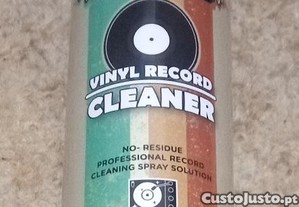 VINYL RECORD
CLEANER
NO- RESIDUE
PROFESSIONAL RECORD
CLEANING SPRAY SOLUTION
CustoJusto.pt